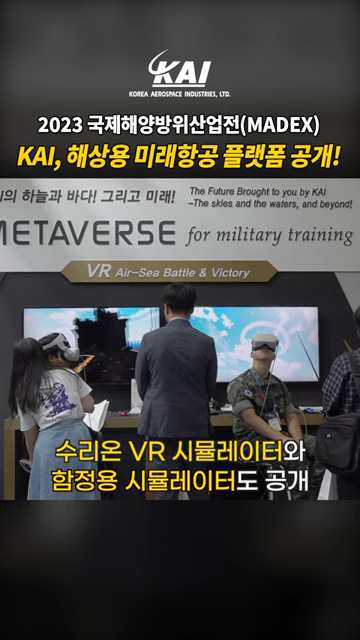 KAI
KOREA AEROSPACE INDUSTRIES, LTD.
2023 국제해양방위산업전(MADEX)
KAI, 해상용 미래항공 플랫폼 공개!
의 하늘과 바다! 그리고 미래!
The Future Brought to you by KAI
–The skies and the waters, and beyond!
METAVERSE for military training
VR Air-Sea Battle & Victory
수리온 VR 시뮬레이터와
함정용 시뮬레이터도 공개